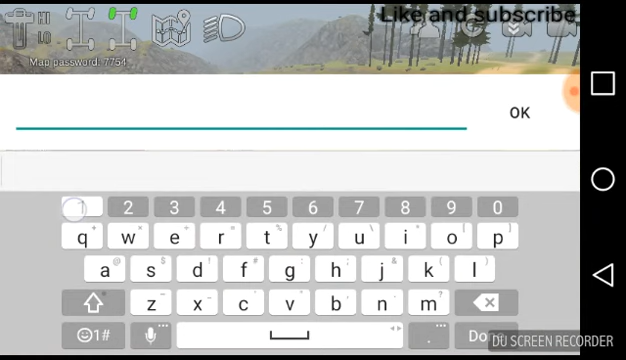 Like and subscribe
HI
LO
Map password: 7754
OK
1 2 3 4 5 6 7 8 9 0
q w e r t y u i o p
a s d f g h j k l
z x c v b n m
☺1# . Do
DU SCREEN RECORDER